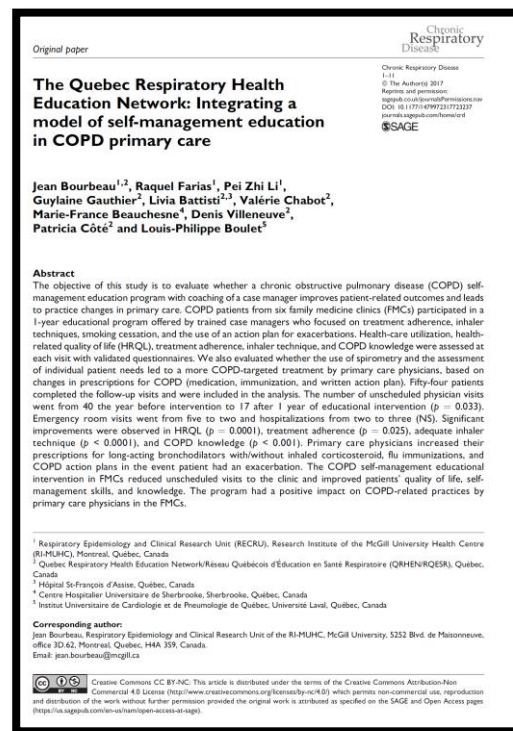 Original paper
Chronic
Respiratory
Disease
Chronic Respiratory Disease
1–11
© The Author(s) 2017
Reprints and permission:
sagepub.co.uk/journalsPermissions.nav
DOI: 10.1177/1479972317723237
journals.sagepub.com/home/crd
SAGE
The Quebec Respiratory Health
Education Network: Integrating a
model of self-management education
in COPD primary care
Jean Bourbeau1,2, Raquel Farias1, Pei Zhi Li1,
Guylaine Gauthier2, Livia Battisti2,3, Valérie Chabot2,
Marie-France Beauchesne4, Denis Villeneuve2,
Patricia Côté2 and Louis-Philippe Boulet5
Abstract
The objective of this study is to evaluate whether a chronic obstructive pulmonary disease (COPD) self-
management education program with coaching of a case manager improves patient-related outcomes and leads
to practice changes in primary care. COPD patients from six family medicine clinics (FMCs) participated in a
1-year educational program offered by trained case managers who focused on treatment adherence, inhaler
techniques, smoking cessation, and the use of an action plan for exacerbations. Health-care utilization, health-
related quality of life (HRQL), treatment adherence, inhaler technique, and COPD knowledge were assessed at
each visit with validated questionnaires. We also evaluated whether the use of spirometry and the assessment
of individual patient needs led to a more COPD-targeted treatment by primary care physicians, based on
changes in prescriptions for COPD (medication, immunization, and written action plan). Fifty-four patients
completed the follow-up visits and were included in the analysis. The number of unscheduled physician visits
went from 40 the year before intervention to 17 after 1 year of educational intervention (p = 0.033).
Emergency room visits went from five to two and hospitalizations from two to three (NS). Significant
improvements were observed in HRQL (p = 0.0001), treatment adherence (p = 0.025), adequate inhaler
technique (p < 0.0001), and COPD knowledge (p < 0.001). Primary care physicians increased their
prescriptions for long-acting bronchodilators with/without inhaled corticosteroid, flu immunizations, and
COPD action plans in the event patient had an exacerbation. The COPD self-management educational
intervention in FMCs reduced unscheduled visits to the clinic and improved patients' quality of life, self-
management skills, and knowledge. The program had a positive impact on COPD-related practices by
primary care physicians in the FMCs.
1 Respiratory Epidemiology and Clinical Research Unit (RECRU), Research Institute of the McGill University Health Centre
(RI-MUHC), Montreal, Québec, Canada
2 Quebec Respiratory Health Education Network/Réseau Québécois d'Éducation en Santé Respiratoire (QRHEN/RQESR), Québec,
Canada
3 Hôpital St-François d'Assise, Québec, Canada
4 Centre Hospitalier Universitaire de Sherbrooke, Sherbrooke, Québec, Canada
5 Institut Universitaire de Cardiologie et de Pneumologie de Québec, Université Laval, Québec, Canada
Corresponding author:
Jean Bourbeau, Respiratory Epidemiology and Clinical Research Unit of the RI-MUHC, McGill University, 5252 Blvd. de Maisonneuve,
office 3D.62, Montreal, Québec, H4A 3S9, Canada.
Email: jean.bourbeau@mcgill.ca
cc BY NC
Creative Commons CC BY-NC: This article is distributed under the terms of the Creative Commons Attribution-Non
Commercial 4.0 License (http://www.creativecommons.org/licenses/by-nc/4.0/) which permits non-commercial use, reproduction
and distribution of the work without further permission provided the original work is attributed as specified on the SAGE and Open Access pages
(https://us.sagepub.com/en-us/nam/open-access-at-sage).